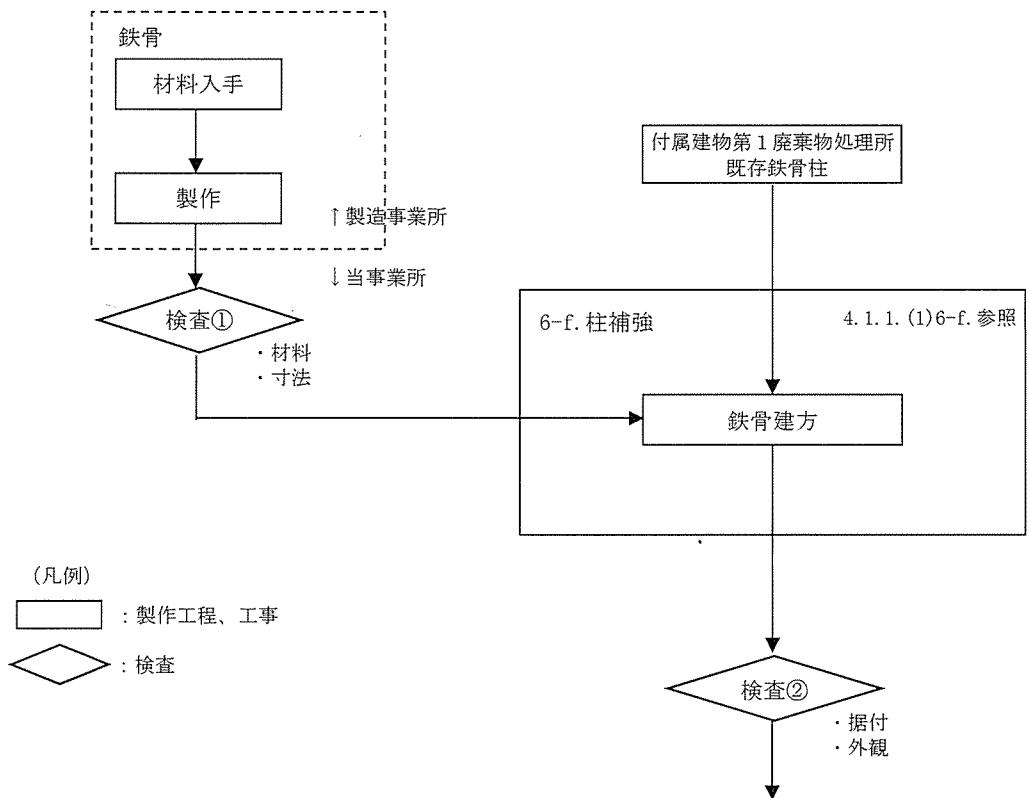 鉄骨
材料入手
製作
↑製造事業所
↓当事業所
検査①
・材料
・寸法
付属建物第1廃棄物処理所
既存鉄骨柱
6-f.柱補強
4.1.1.(1)6-f.参照
鉄骨建方
検査②
・据付
・外観
(凡例)
：製作工程、工事
：検査